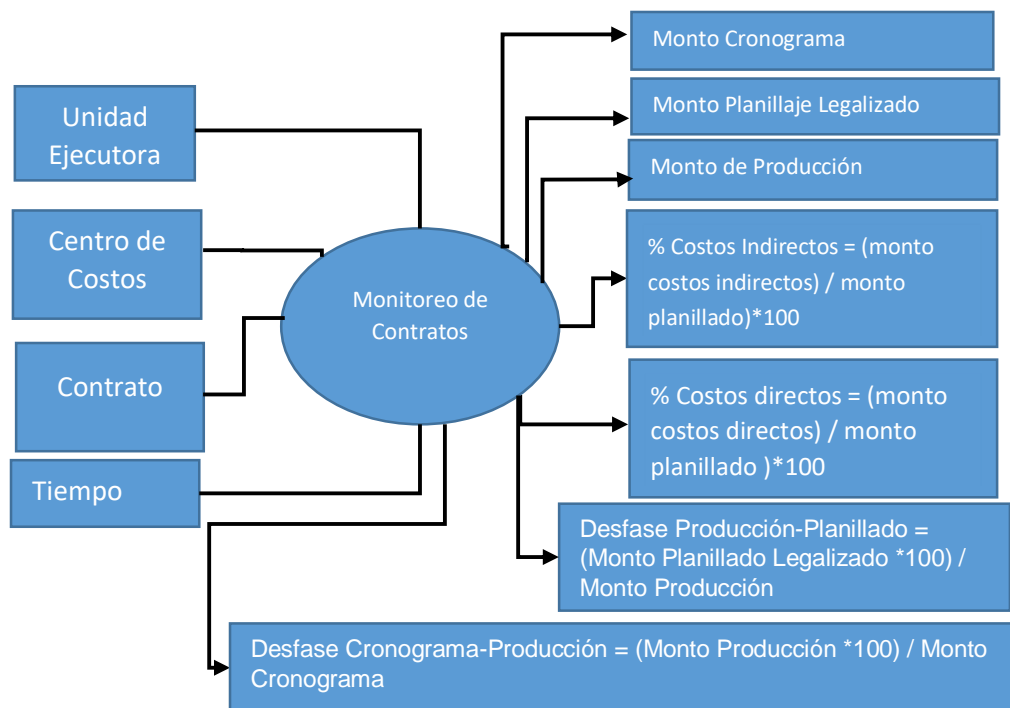 Unidad
Ejecutora
Centro de
Costos
Contrato
Tiempo
Monitoreo de
Contratos
Monto Cronograma
Monto Planillaje Legalizado
Monto de Producción
% Costos Indirectos = (monto
costos indirectos) / monto
planillado)*100
% Costos directos = (monto
costos directos) / monto
planillado )*100
Desfase Producción-Planillado =
(Monto Planillado Legalizado *100) /
Monto Producción
Desfase Cronograma-Producción = (Monto Producción *100) / Monto
Cronograma